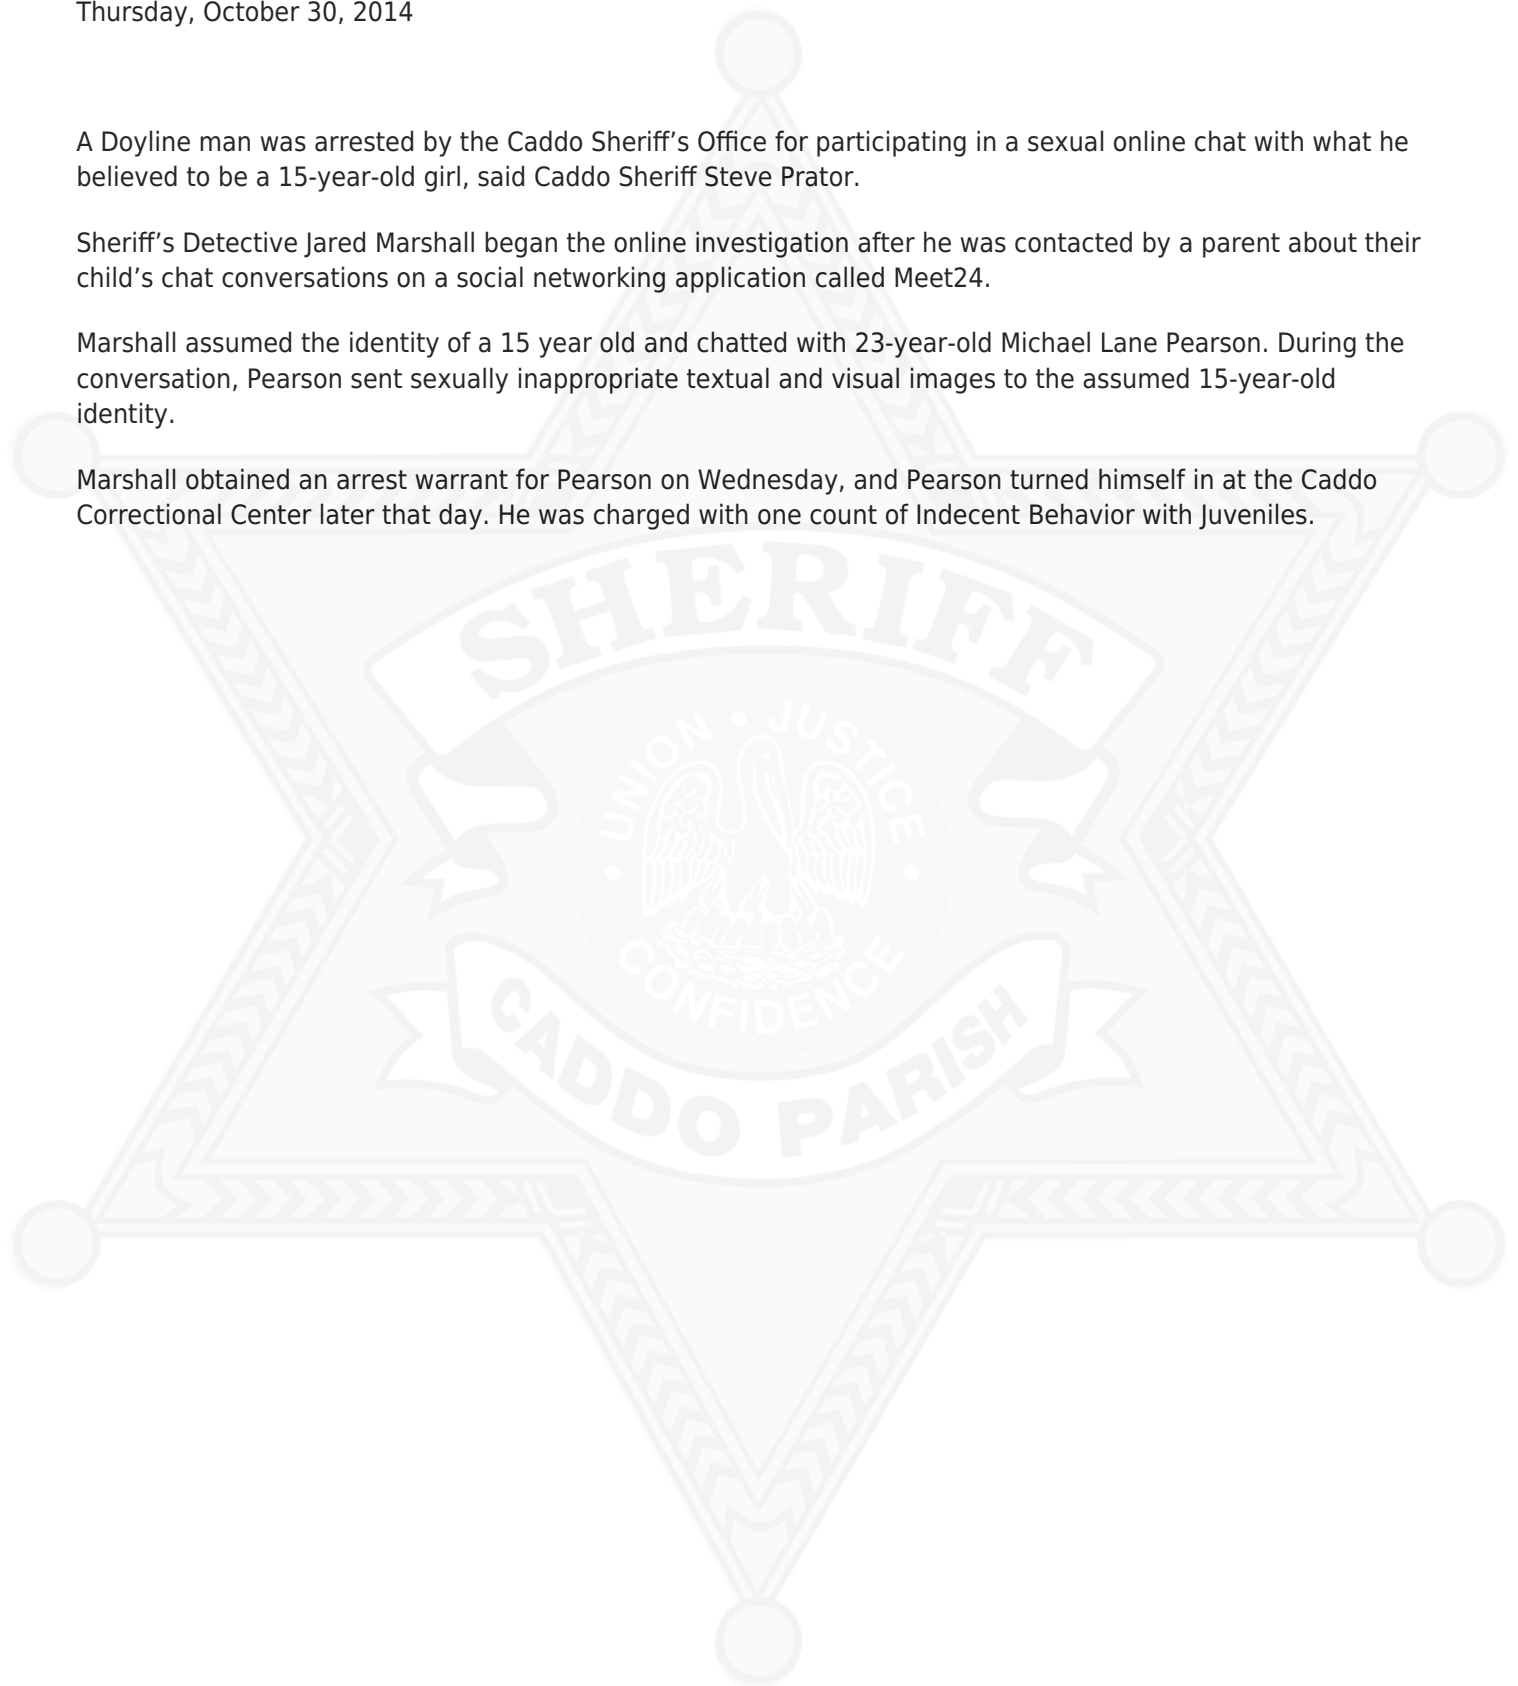 Thursday, October 30, 2014
A Doyline man was arrested by the Caddo Sheriff’s Office for participating in a sexual online chat with what he
believed to be a 15-year-old girl, said Caddo Sheriff Steve Prator.
Sheriff’s Detective Jared Marshall began the online investigation after he was contacted by a parent about their
child’s chat conversations on a social networking application called Meet24.
Marshall assumed the identity of a 15 year old and chatted with 23-year-old Michael Lane Pearson. During the
conversation, Pearson sent sexually inappropriate textual and visual images to the assumed 15-year-old
identity.
Marshall obtained an arrest warrant for Pearson on Wednesday, and Pearson turned himself in at the Caddo
Correctional Center later that day. He was charged with one count of Indecent Behavior with Juveniles.
SHERIFF
UNION • JUSTICE
• CONFIDENCE •
CADDO PARISH